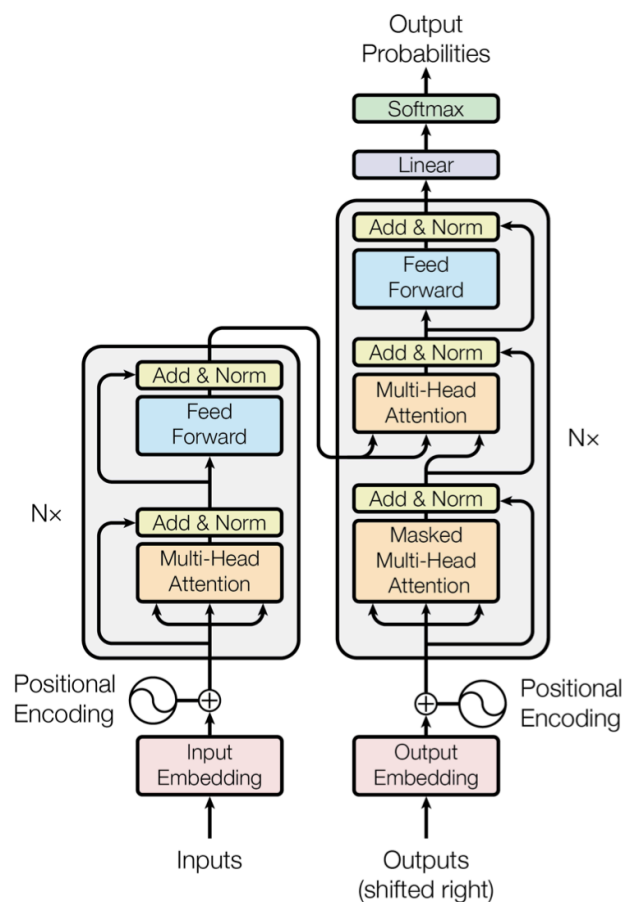 Output
Probabilities
Softmax
Linear
Add & Norm
Feed
Forward
Add & Norm
Multi-Head
Attention
Add & Norm
Masked
Multi-Head
Attention
N×
Add & Norm
Feed
Forward
Add & Norm
Multi-Head
Attention
N×
Positional
Encoding
Positional
Encoding
Input
Embedding
Output
Embedding
Inputs
Outputs
(shifted right)